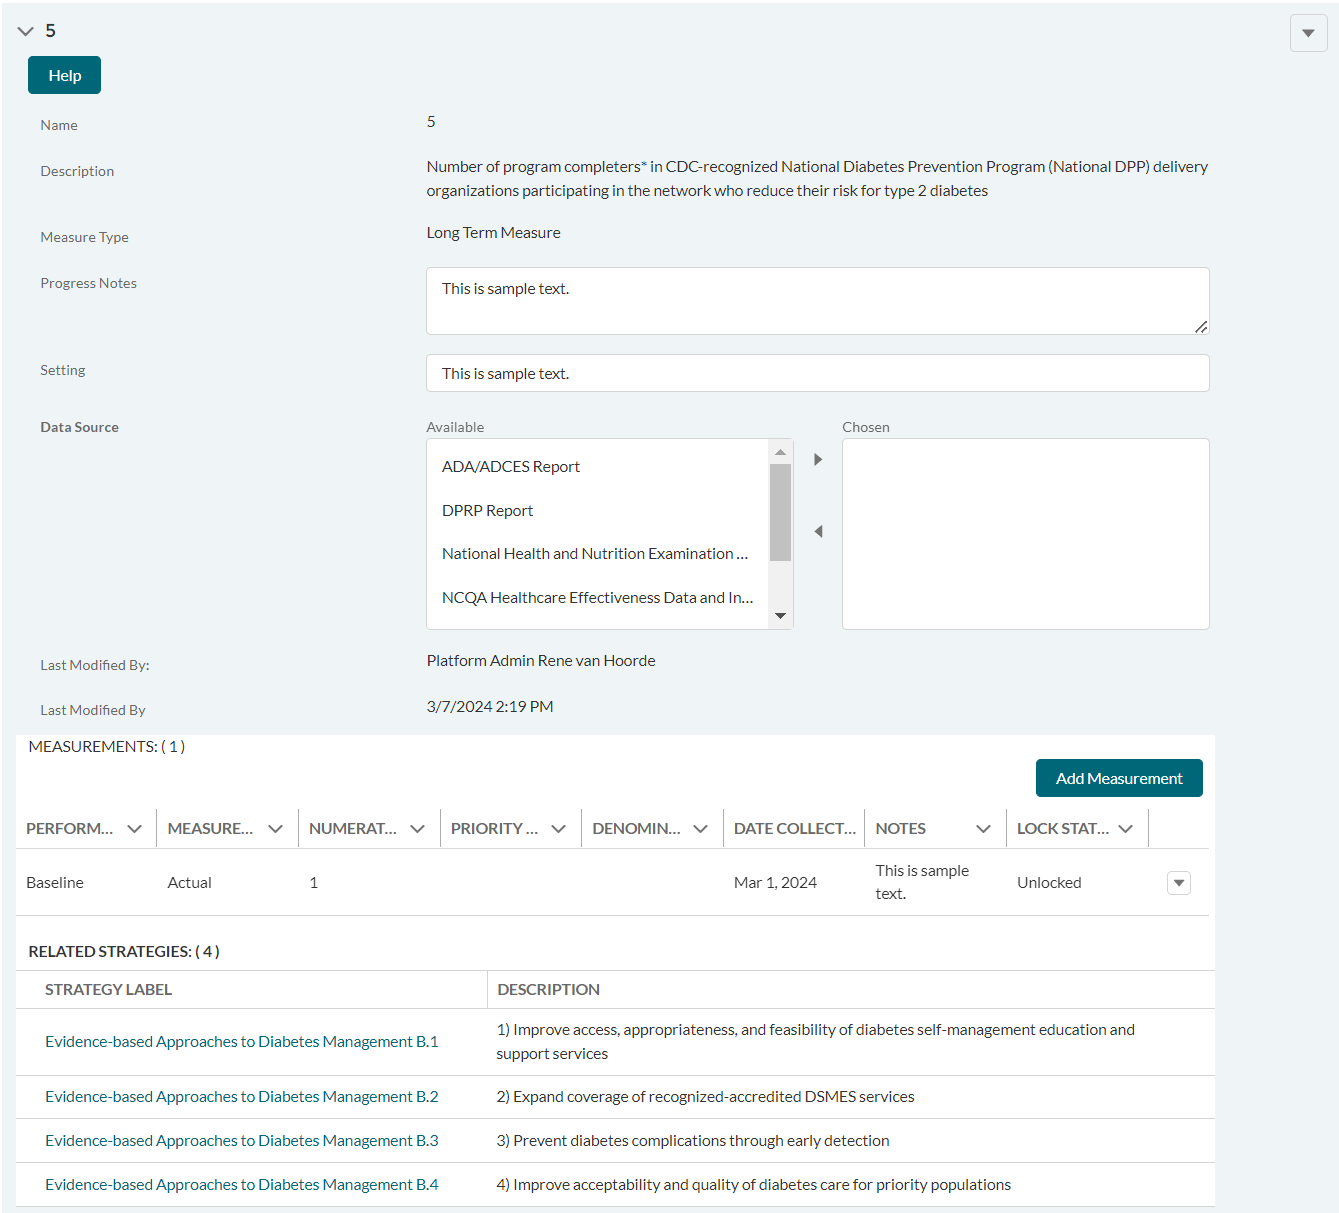 5
Help
Name
5
Description
Number of program completers* in CDC-recognized National Diabetes Prevention Program (National DPP) delivery
organizations participating in the network who reduce their risk for type 2 diabetes
Measure Type
Long Term Measure
Progress Notes
This is sample text.
Setting
This is sample text.
Data Source
Available
Chosen
ADA/ADCES Report
DPRP Report
National Health and Nutrition Examination ...
NCQA Healthcare Effectiveness Data and In...
Last Modified By:
Platform Admin Rene van Hoorde
Last Modified By
3/7/2024 2:19 PM
MEASUREMENTS: ( 1 )
Add Measurement
PERFORM... MEASURE... NUMERAT... PRIORITY ... DENOMIN... DATE COLLECT... NOTES LOCK STAT...
Baseline Actual 1 Mar 1, 2024 This is sample Unlocked
text.
RELATED STRATEGIES: ( 4 )
STRATEGY LABEL DESCRIPTION
Evidence-based Approaches to Diabetes Management B.1
1) Improve access, appropriateness, and feasibility of diabetes self-management education and
support services
Evidence-based Approaches to Diabetes Management B.2
2) Expand coverage of recognized-accredited DSMES services
Evidence-based Approaches to Diabetes Management B.3
3) Prevent diabetes complications through early detection
Evidence-based Approaches to Diabetes Management B.4
4) Improve acceptability and quality of diabetes care for priority populations